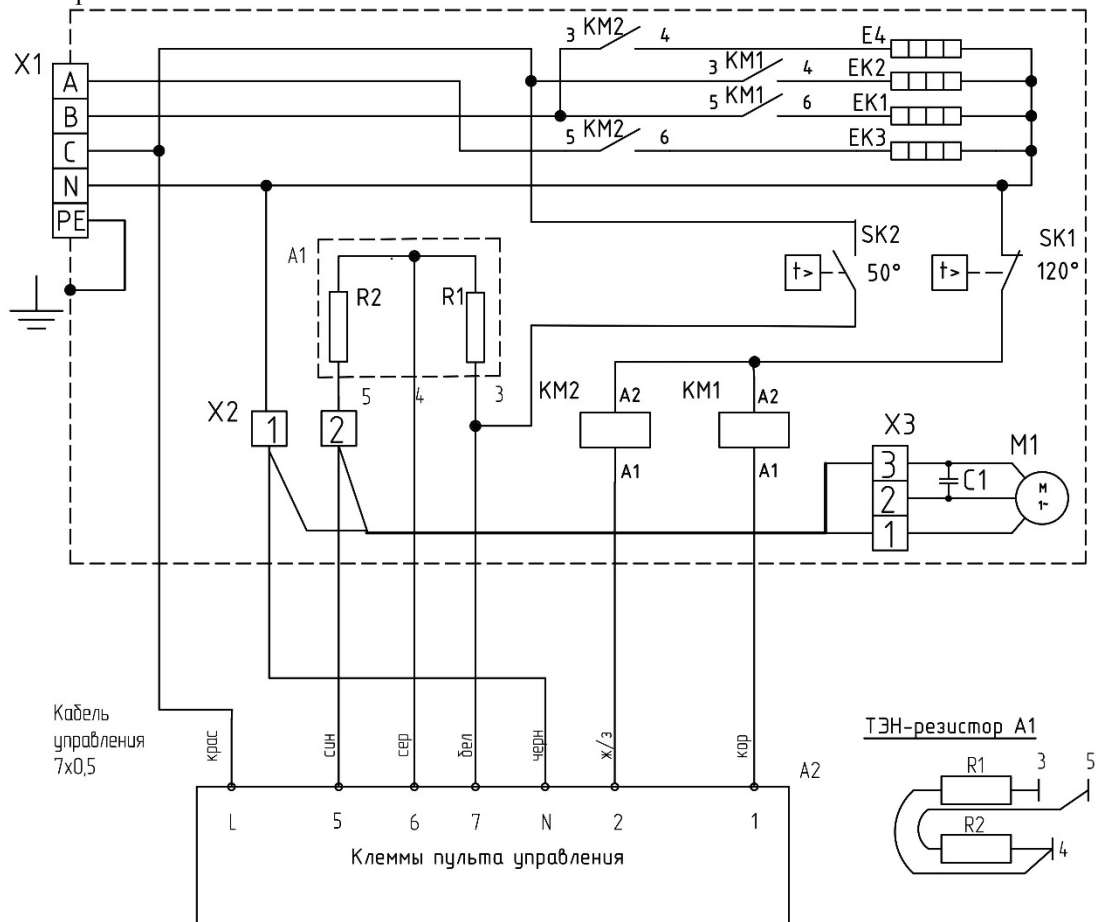 KM2
3 4 E4
X1
KM1
3 4 EK2
A
KM1
5 6 EK1
B
KM2
5 6 EK3
C
N
PE
SK2
SK1
A1
t> 50°
t> 120°
R2 R1
5 4 3
KM2 KM1
A2 A2
X2
1 2
X3
M1
A1 A1
3
C1
M
1~
2
1
Кабель
управления
7х0,5
крас
син
сер
бел
черн
ж/з
кор
A2
L 5 6 7 N 2 1
Клеммы пульта управления
ТЭН-резистор А1
R1 3 5
R2
4